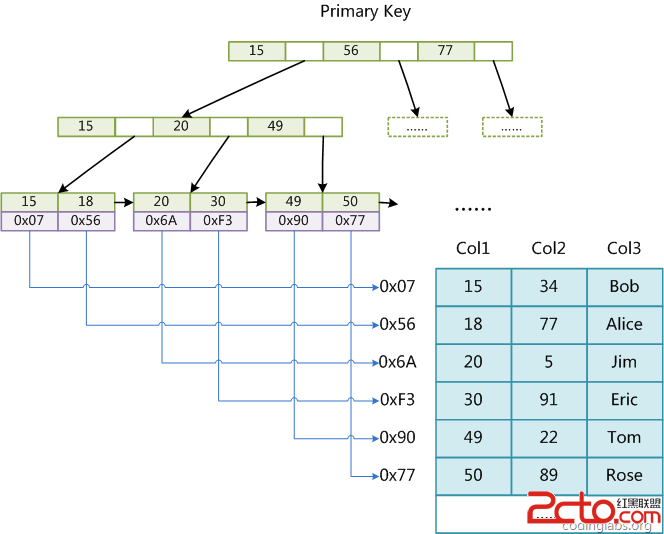 Primary Key
15 56 77
15 20 49
...... ......
15 18 20 30 49 50
0x07 0x56 0x6A 0xF3 0x90 0x77
......
Col1 Col2 Col3
0x07 15 34 Bob
0x56 18 77 Alice
0x6A 20 5 Jim
0xF3 30 91 Eric
0x90 49 22 Tom
0x77 50 89 Rose
......
2cto.com 红黑联盟
codinglabs.org